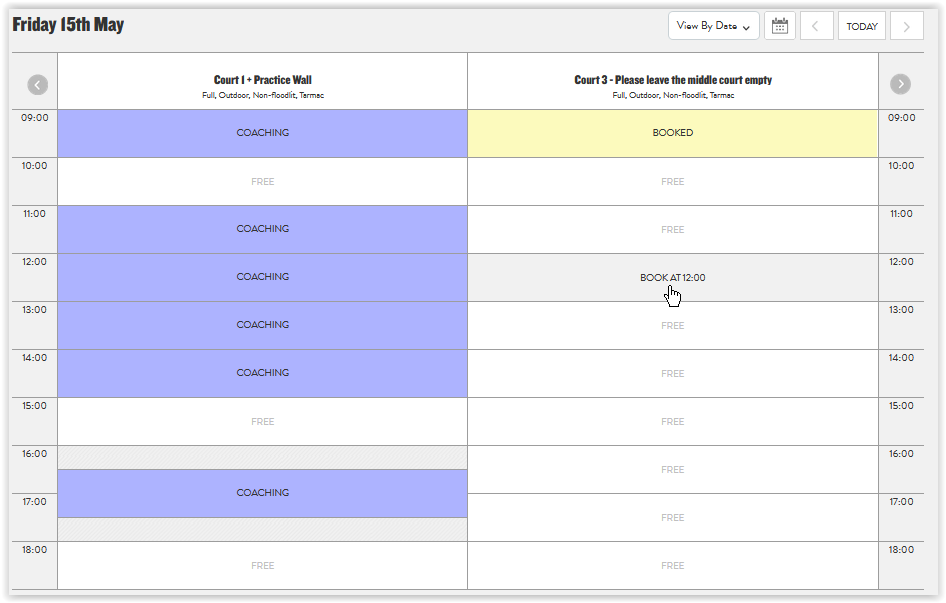 Friday 15th May
View By Date
TODAY
Court 1 + Practice Wall
Full, Outdoor, Non-floodlit, Tarmac
Court 3 - Please leave the middle court empty
Full, Outdoor, Non-floodlit, Tarmac
09:00 COACHING BOOKED 09:00
10:00 FREE FREE 10:00
11:00 COACHING FREE 11:00
12:00 COACHING BOOK AT 12:00 12:00
13:00 COACHING FREE 13:00
14:00 COACHING FREE 14:00
15:00 FREE FREE 15:00
16:00 FREE 16:00
COACHING
17:00 FREE 17:00
18:00 FREE FREE 18:00